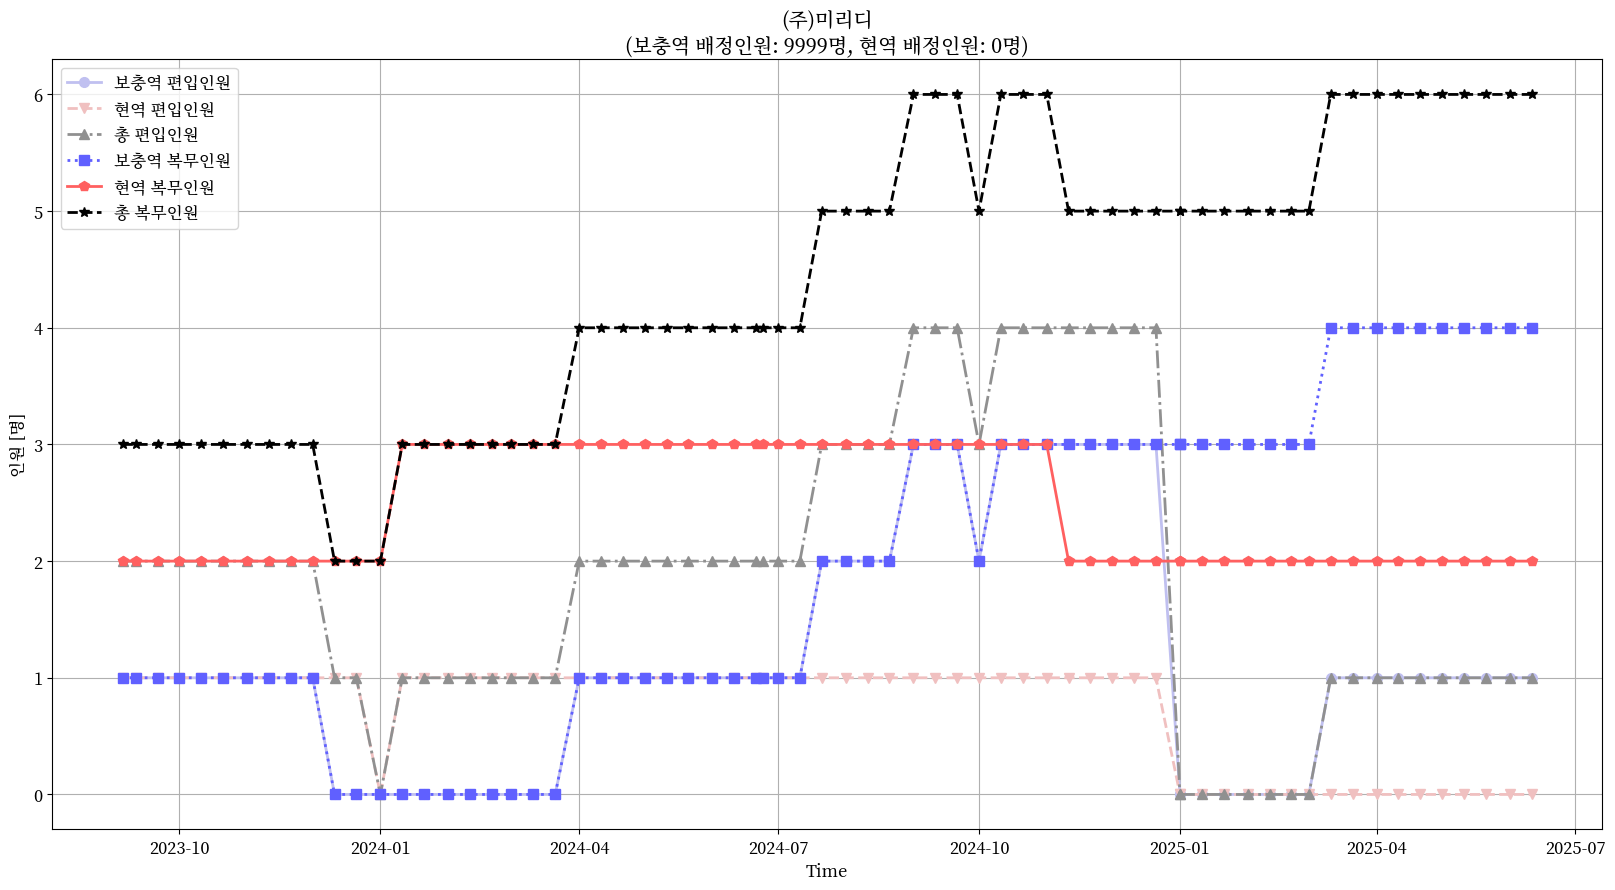 (주)미리디
(보충역 배정인원: 9999명, 현역 배정인원: 0명)
보충역 편입인원
현역 편입인원
총 편입인원
보충역 복무인원
현역 복무인원
총 복무인원
인원 [명]
6
5
4
3
2
1
0
2023-10
2024-01
2024-04
2024-07
2024-10
2025-01
2025-04
2025-07
Time